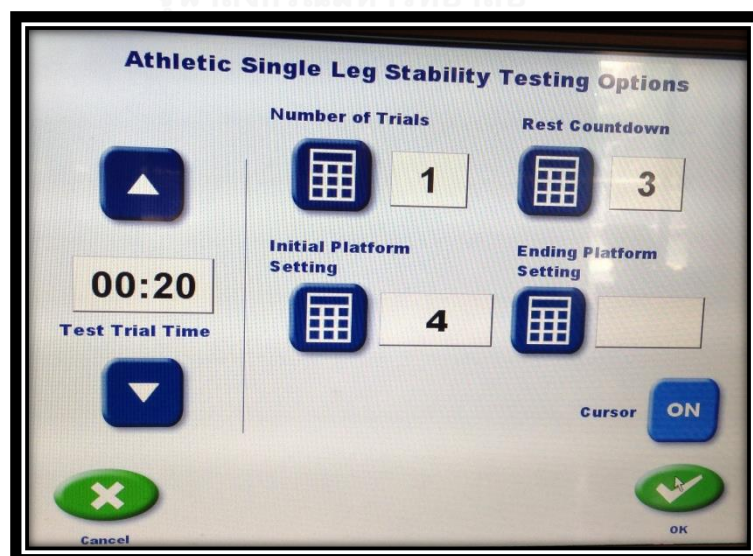 Athletic Single Leg Stability Testing Options
Number of Trials
1
Rest Countdown
3
00:20
Test Trial Time
Initial Platform
Setting
4
Ending Platform
Setting
Cursor
ON
Cancel
OK